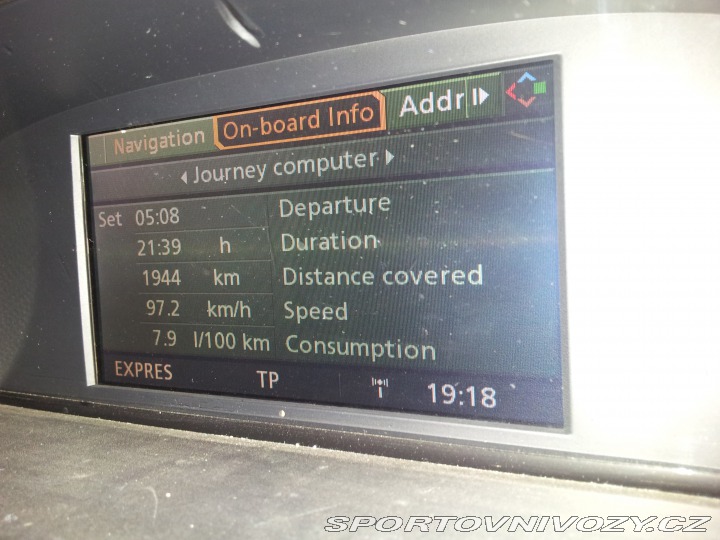 Navigation On-board Info Addr
Journey computer
Set 05:08 Departure
21:39 h Duration
1944 km Distance covered
97.2 km/h Speed
7.9 l/100 km Consumption
EXPRES TP 19:18
SPORTOVNIVOZY.CZ